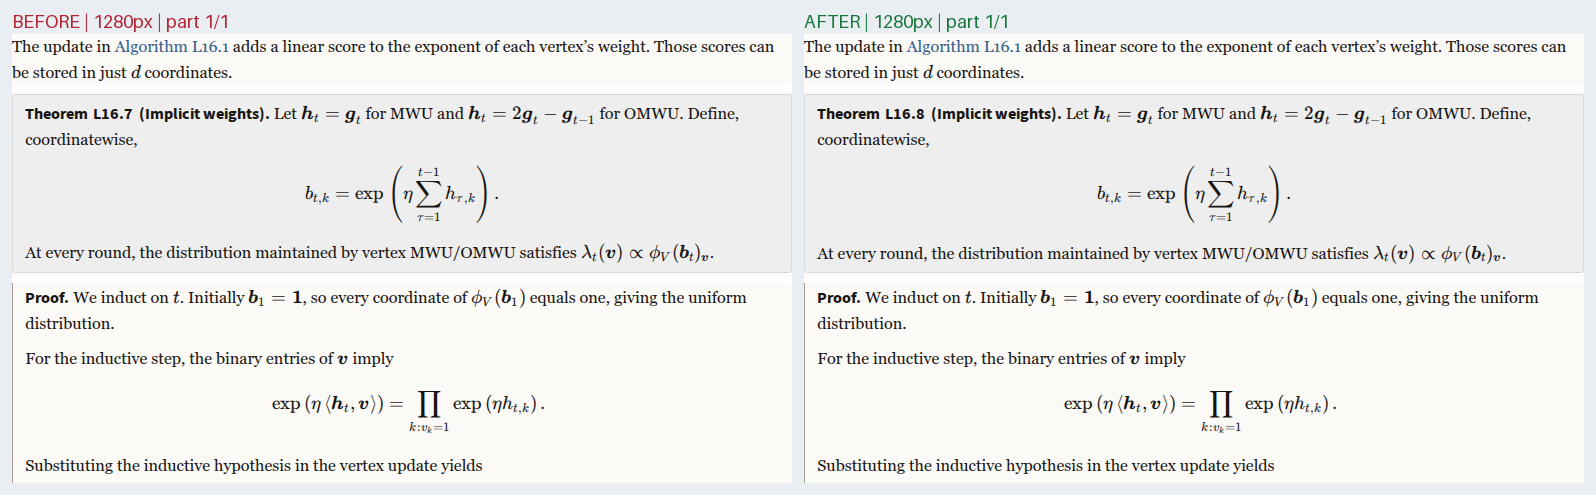 BEFORE | 1280px | part 1/1
The update in Algorithm L16.1 adds a linear score to the exponent of each vertex’s weight. Those scores can
be stored in just d coordinates.
Theorem L16.7 (Implicit weights). Let h_t = g_t for MWU and h_t = 2g_t − g_{t−1} for OMWU. Define,
coordinatewise,
b_{t,k} = exp ( η ∑_{τ=1}^{t−1} h_{τ,k} ) .
At every round, the distribution maintained by vertex MWU/OMWU satisfies λ_t(v) ∝ ϕ_V(b_t)_v.
Proof. We induct on t. Initially b_1 = 1, so every coordinate of ϕ_V(b_1) equals one, giving the uniform
distribution.
For the inductive step, the binary entries of v imply
exp (η ⟨h_t, v⟩) = ∏_{k:v_k=1} exp (ηh_{t,k}) .
Substituting the inductive hypothesis in the vertex update yields
AFTER | 1280px | part 1/1
The update in Algorithm L16.1 adds a linear score to the exponent of each vertex’s weight. Those scores can
be stored in just d coordinates.
Theorem L16.8 (Implicit weights). Let h_t = g_t for MWU and h_t = 2g_t − g_{t−1} for OMWU. Define,
coordinatewise,
b_{t,k} = exp ( η ∑_{τ=1}^{t−1} h_{τ,k} ) .
At every round, the distribution maintained by vertex MWU/OMWU satisfies λ_t(v) ∝ ϕ_V(b_t)_v.
Proof. We induct on t. Initially b_1 = 1, so every coordinate of ϕ_V(b_1) equals one, giving the uniform
distribution.
For the inductive step, the binary entries of v imply
exp (η ⟨h_t, v⟩) = ∏_{k:v_k=1} exp (ηh_{t,k}) .
Substituting the inductive hypothesis in the vertex update yields